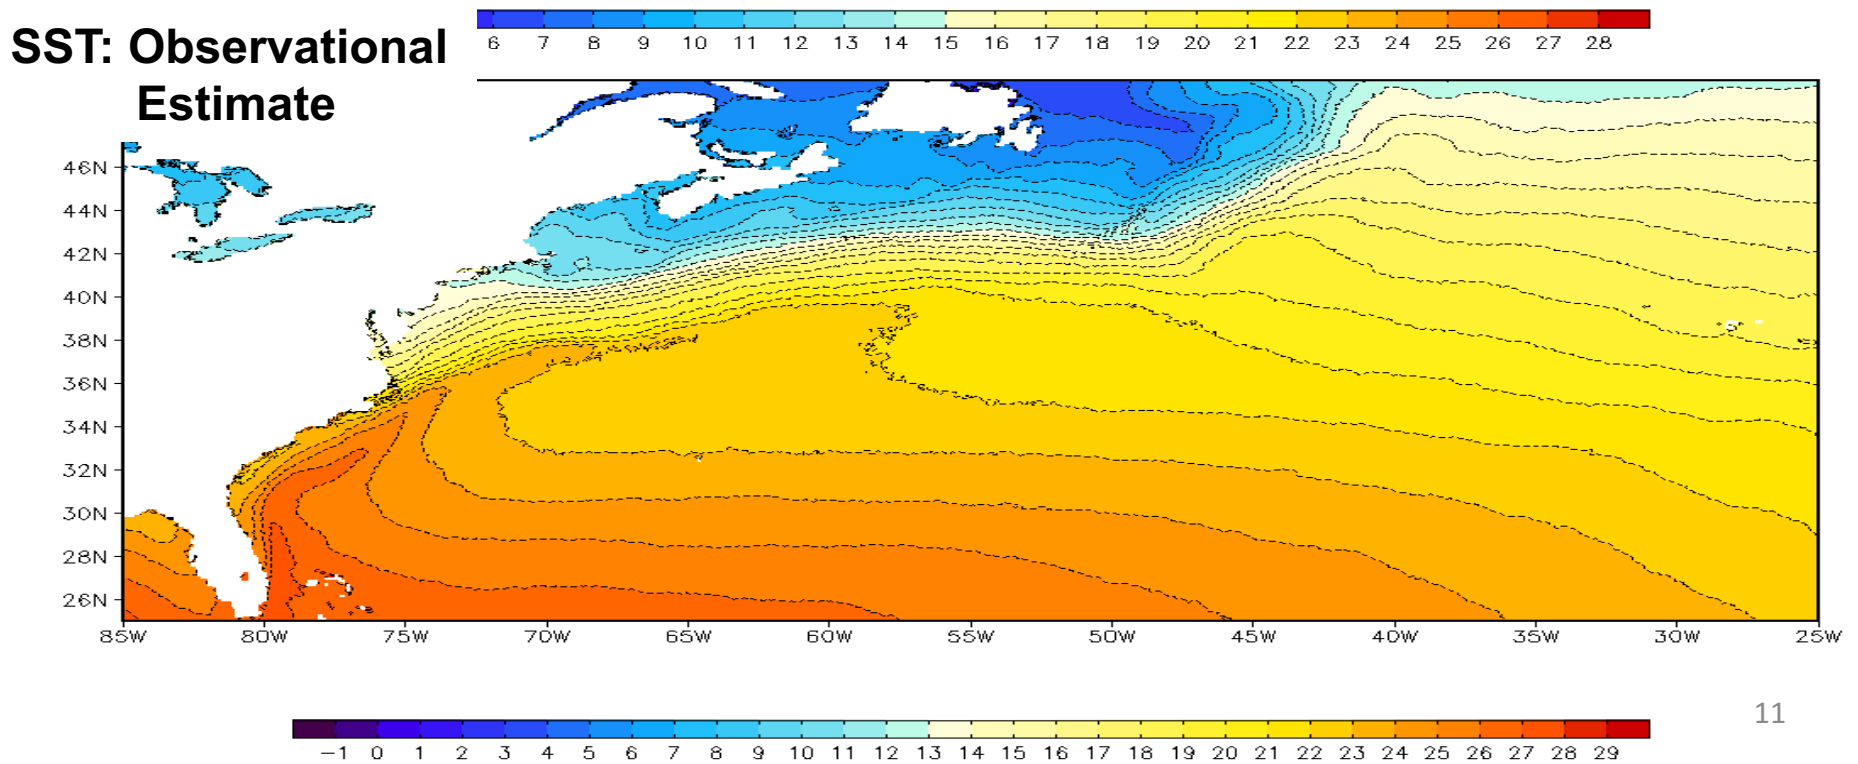 SST: Observational
Estimate
6 7 8 9 10 11 12 13 14 15 16 17 18 19 20 21 22 23 24 25 26 27 28
46N
44N
42N
40N
38N
36N
34N
32N
30N
28N
26N
85W 80W 75W 70W 65W 60W 55W 50W 45W 40W 35W 30W 25W
11
−1 0 1 2 3 4 5 6 7 8 9 10 11 12 13 14 15 16 17 18 19 20 21 22 23 24 25 26 27 28 29